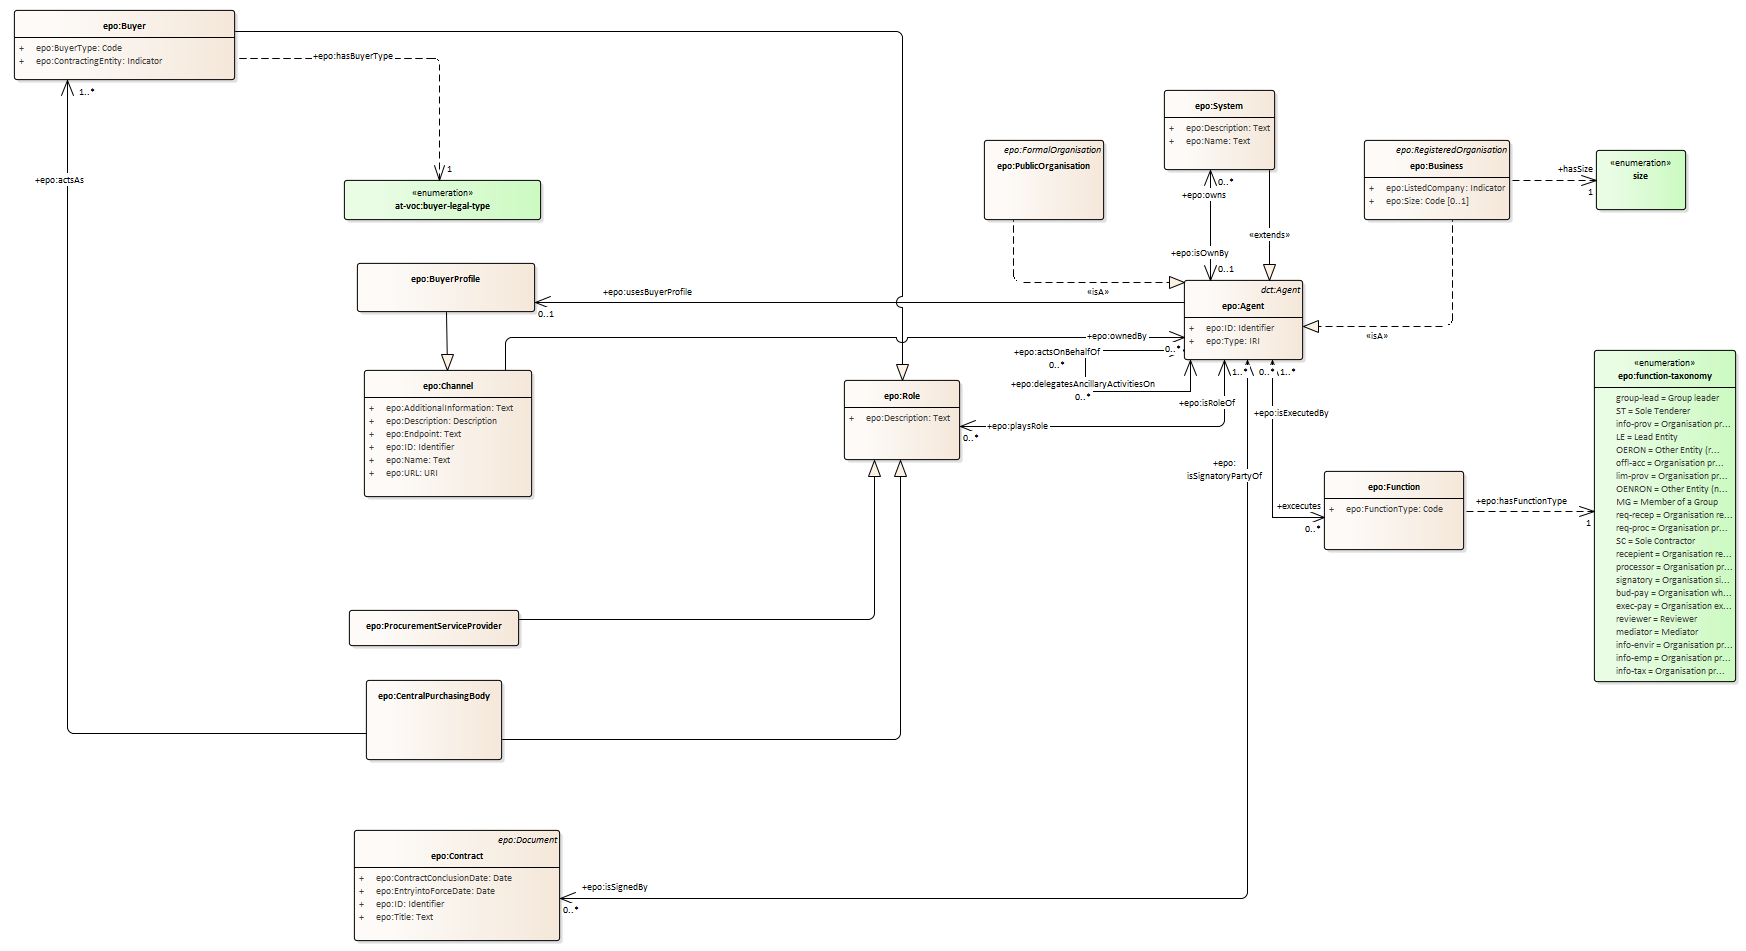 epo:Buyer
+ epo:BuyerType: Code
+ epo:ContractingEntity: Indicator
+epo:hasBuyerType
1..*
1
+epo:actsAs
«enumeration»
at-voc:buyer-legal-type
epo:System
+ epo:Description: Text
+ epo:Name: Text
epo:FormalOrganisation
epo:PublicOrganisation
epo:RegisteredOrganisation
epo:Business
+ epo:ListedCompany: Indicator
+ epo:Size: Code [0..1]
+hasSize
1
«enumeration»
size
0..*
+epo:owns
«extends»
+epo:isOwnBy
0..1
epo:BuyerProfile
+epo:usesBuyerProfile
0..1
«isA»
dct:Agent
epo:Agent
+ epo:ID: Identifier
+ epo:Type: IRI
«isA»
+epo:ownedBy
0..*
+epo:actsOnBehalfOf
0..*
+epo:delegatesAncillaryActivitiesOn
0..*
1..*
0..*
1..*
+epo:isRoleOf
+epo:isExecutedBy
epo:Channel
+ epo:AdditionalInformation: Text
+ epo:Description: Description
+ epo:Endpoint: Text
+ epo:ID: Identifier
+ epo:Name: Text
+ epo:URL: URI
epo:Role
+ epo:Description: Text
+epo:playsRole
0..*
+epo:
isSignatoryPartyOf
+excecutes
0..*
epo:Function
+ epo:FunctionType: Code
+epo:hasFunctionType
1
«enumeration»
epo:function-taxonomy
group-lead = Group leader
ST = Sole Tenderer
info-prov = Organisation pr...
LE = Lead Entity
OERON = Other Entity (r...
offl-acc = Organisation pr...
lim-prov = Organisation pr...
OENRON = Other Entity (n...
MG = Member of a Group
req-recep = Organisation re...
req-proc = Organisation pr...
SC = Sole Contractor
recepient = Organisation re...
processor = Organisation pr...
signatory = Organisation si...
bud-pay = Organisation wh...
exec-pay = Organisation ex...
reviewer = Reviewer
mediator = Mediator
info-envir = Organisation pr...
info-emp = Organisation pr...
info-tax = Organisation pr...
epo:ProcurementServiceProvider
epo:CentralPurchasingBody
epo:Document
epo:Contract
+ epo:ContractConclusionDate: Date
+ epo:EntryintoForceDate: Date
+ epo:ID: Identifier
+ epo:Title: Text
+epo:isSignedBy
0..*